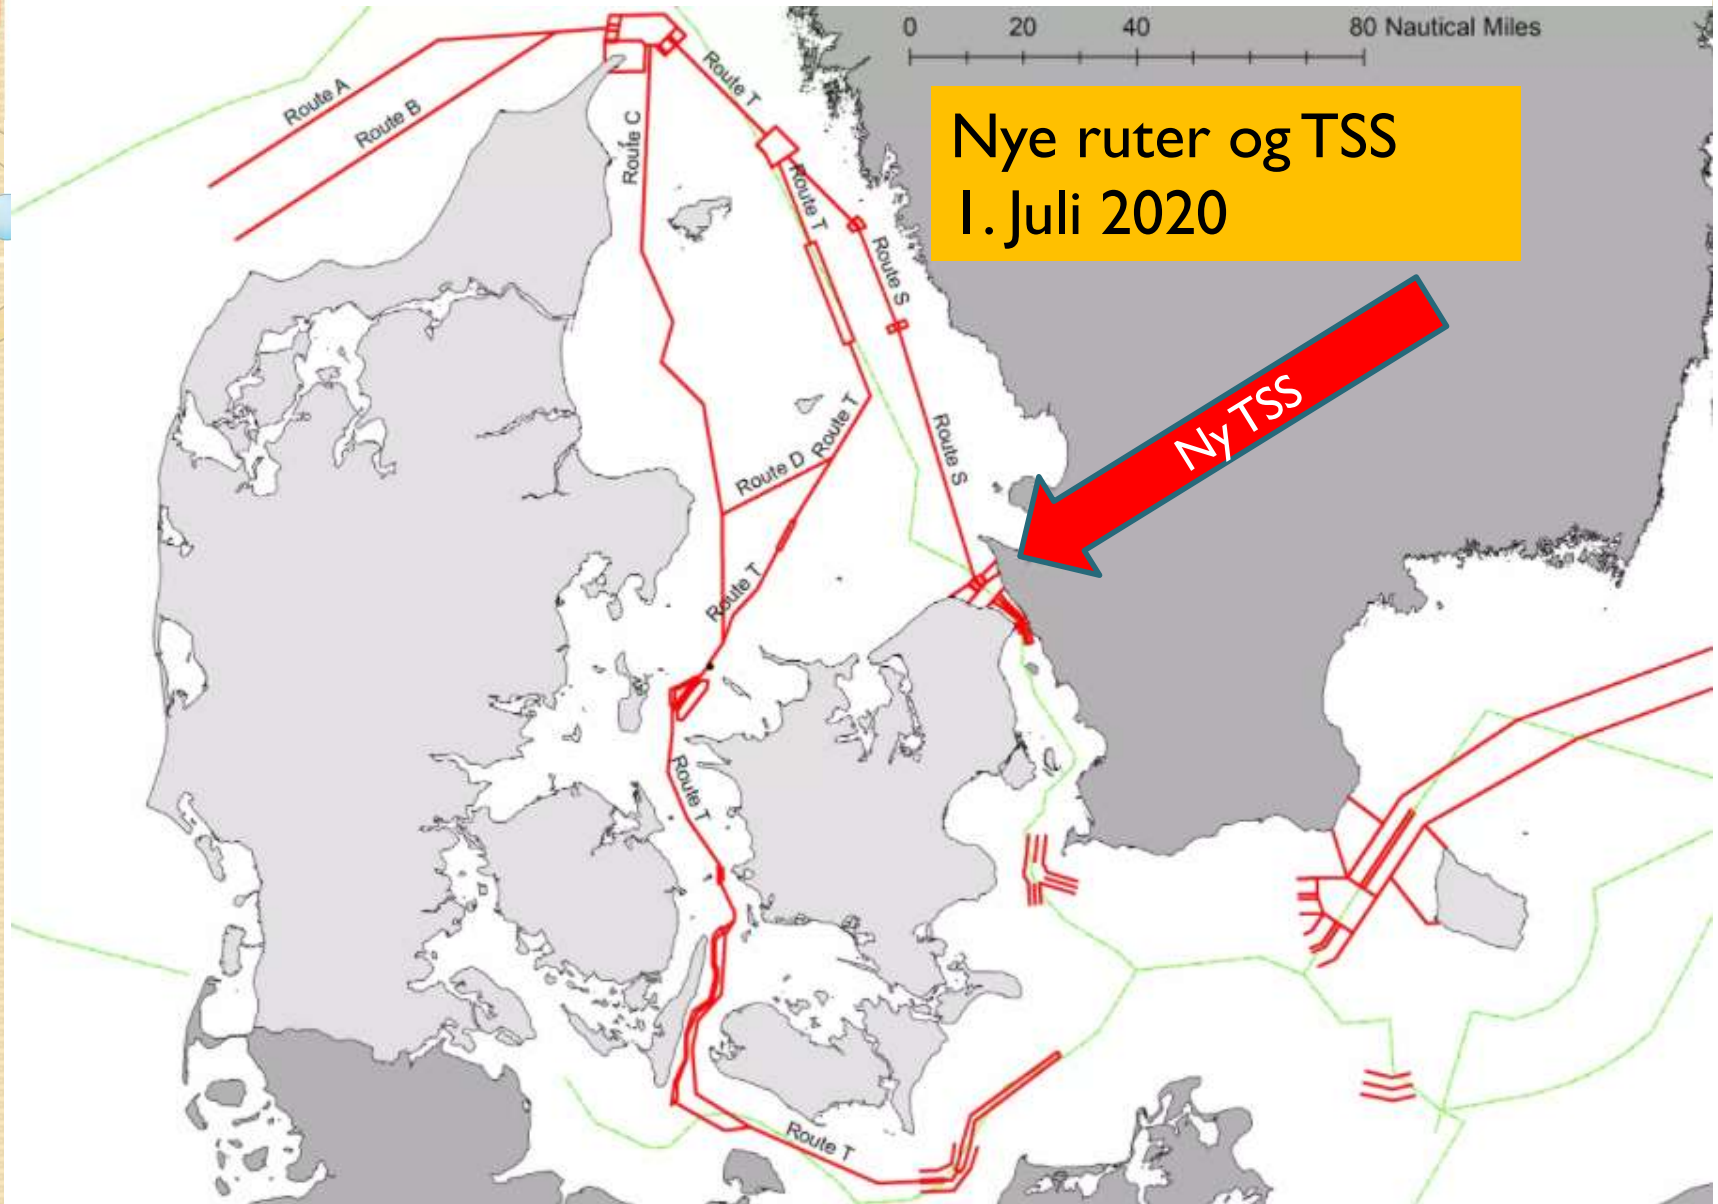 0 20 40 80 Nautical Miles
Nye ruter og TSS
1. Juli 2020
Route A
Route B
Route C
Route T
Route T
Route S
Ny TSS
Route T
Route D
Route S
Route T
Route T
Route T